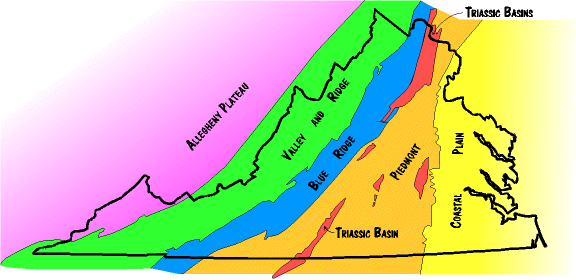 Triassic Basins
Allegheny Plateau
Valley and Ridge
Blue Ridge
Piedmont
Coastal Plain
Triassic Basin